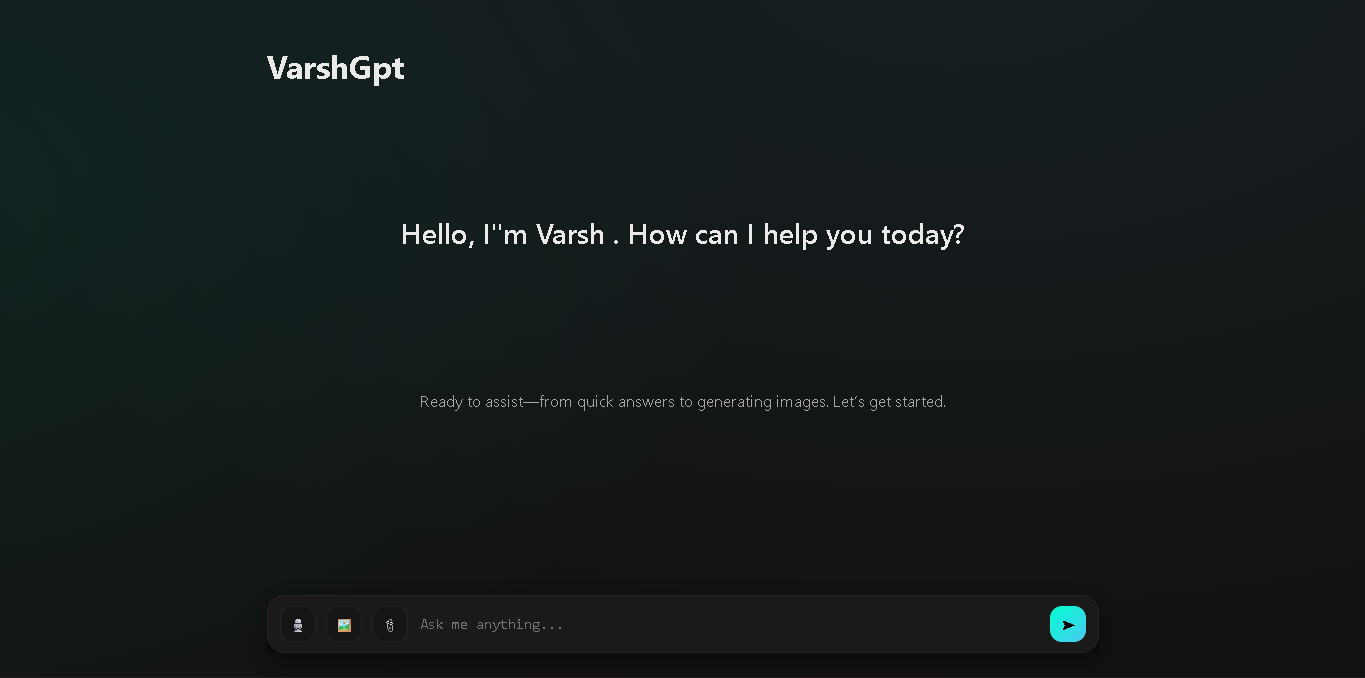 VarshGpt
Hello, I''m Varsh . How can I help you today?
Ready to assist—from quick answers to generating images. Let’s get started.
Ask me anything...